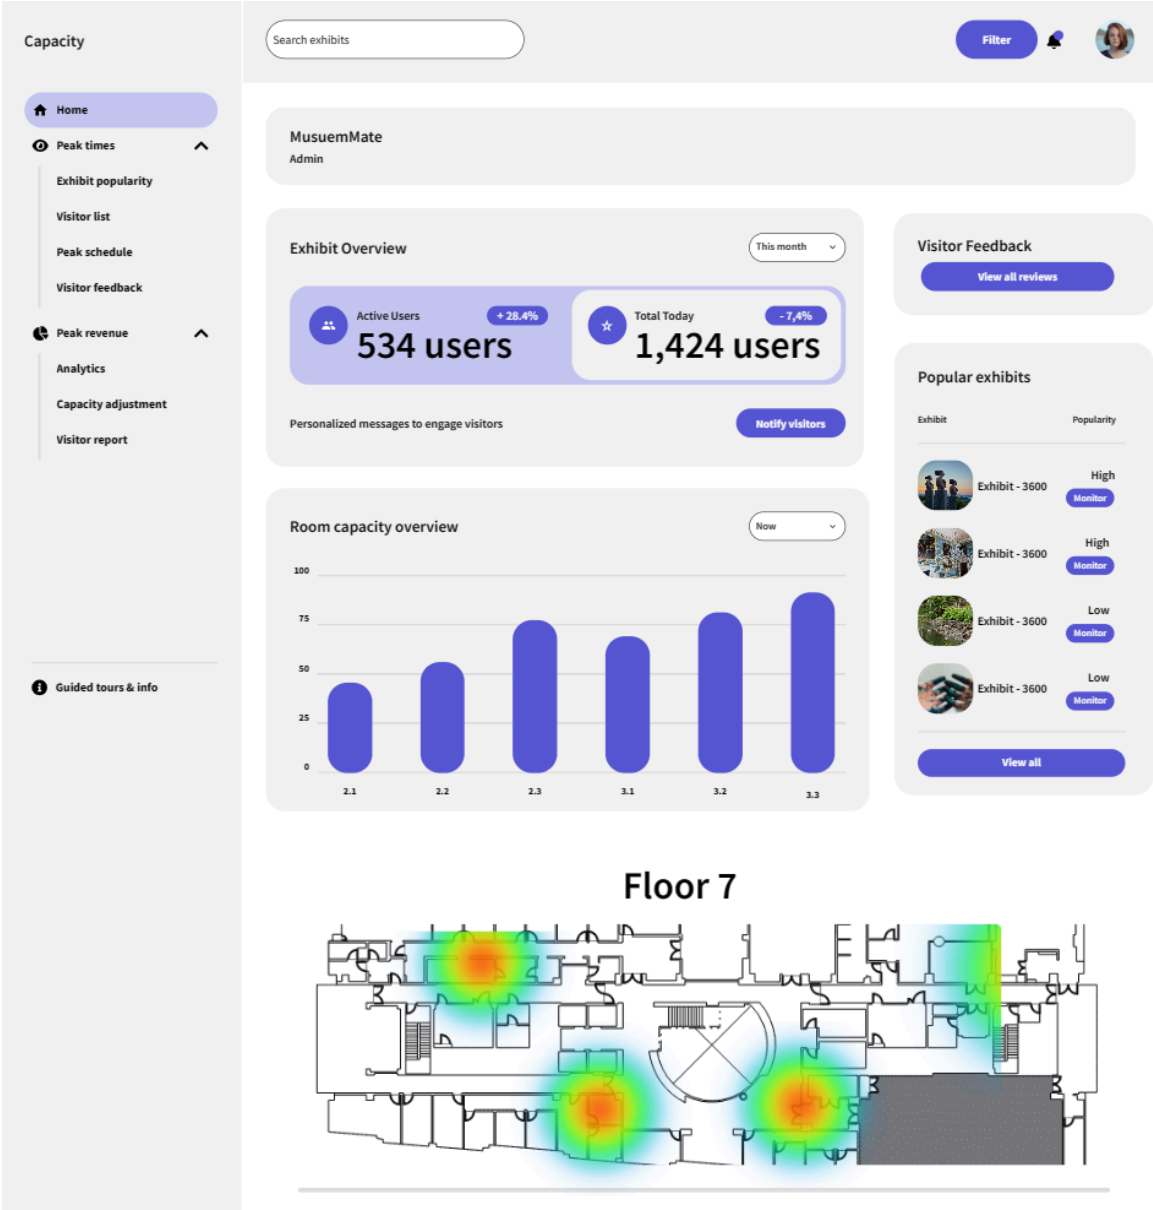 Capacity
Search exhibits
Filter
Home
Peak times
Exhibit popularity
Visitor list
Peak schedule
Visitor feedback
Peak revenue
Analytics
Capacity adjustment
Visitor report
Guided tours & info
MusuemMate
Admin
Exhibit Overview
This month
Active Users
+ 28.4%
534 users
Total Today
- 7,4%
1,424 users
Personalized messages to engage visitors
Notify visitors
Visitor Feedback
View all reviews
Popular exhibits
Exhibit Popularity
Exhibit - 3600
High
Monitor
Exhibit - 3600
High
Monitor
Exhibit - 3600
Low
Monitor
Exhibit - 3600
Low
Monitor
View all
Room capacity overview
Now
100
75
50
25
0
2.1 2.2 2.3 3.1 3.2 3.3
Floor 7